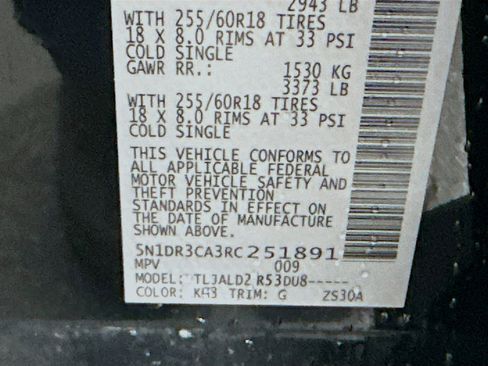 2943 LB
WITH 255/60R18 TIRES
18 X 8.0 RIMS AT 33 PSI
COLD SINGLE
GAWR RR.: 1530 KG
3373 LB
WITH 255/60R18 TIRES
18 X 8.0 RIMS AT 33 PSI
COLD SINGLE
THIS VEHICLE CONFORMS TO
ALL APPLICABLE FEDERAL
MOTOR VEHICLE SAFETY AND
THEFT PREVENTION
STANDARDS IN EFFECT ON
THE DATE OF MANUFACTURE
SHOWN ABOVE.
5N1DR3CA3RC251891
MPV 009
MODEL: TLJALD2 R53DU8-----
COLOR: TRIM: G ZS30A